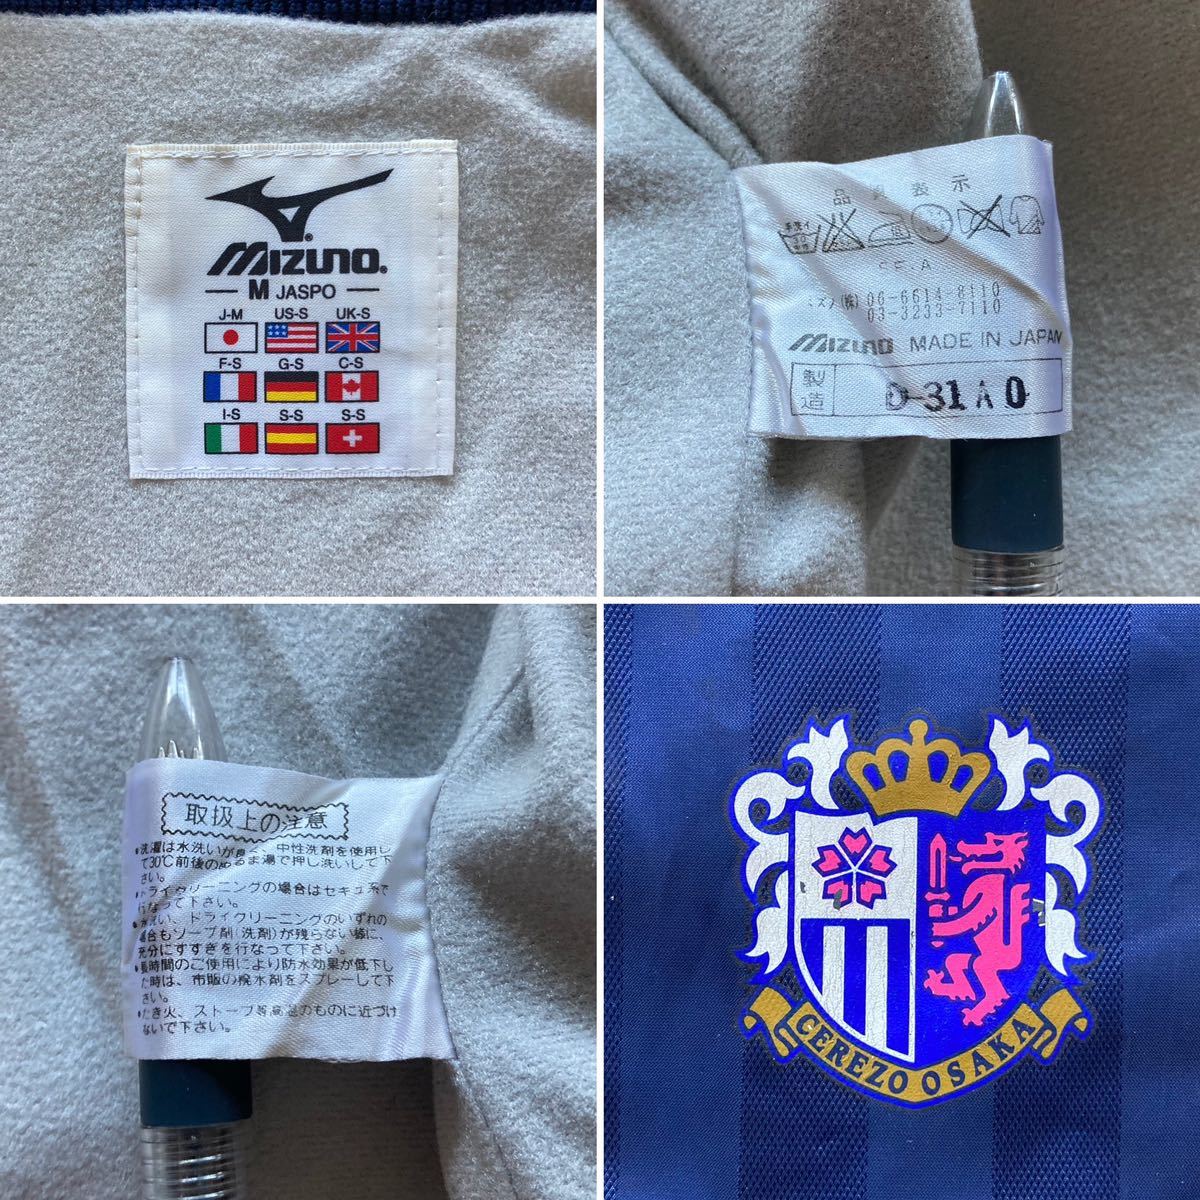 MIZUNO.
M JASPO
J-M US-S UK-S
F-S G-S C-S
I-S S-S S-S
品質表示
ミズノ(株) 06-6614-8110
03-3233-7110
MIZUNO MADE IN JAPAN
製造 0-31 A 0
取扱上の注意
•洗濯は水洗いが 中性洗剤を使用し
て30℃前後のぬるま湯で押し洗いして下
さい。
•ドライクリーニングの場合はセキユ系で
行なって下さい。
•水洗い、ドライクリーニングのいずれの
場合もソープ剤(洗剤)が残らない様に、
充分にすすぎを行なって下さい。
•長時間のご使用により防水効果が低下し
た時は、市販の撥水剤をスプレーして下
さい。
•たき火、ストーブ等高温のものに近づけ
ないで下さい。
CEREZO OSAKA